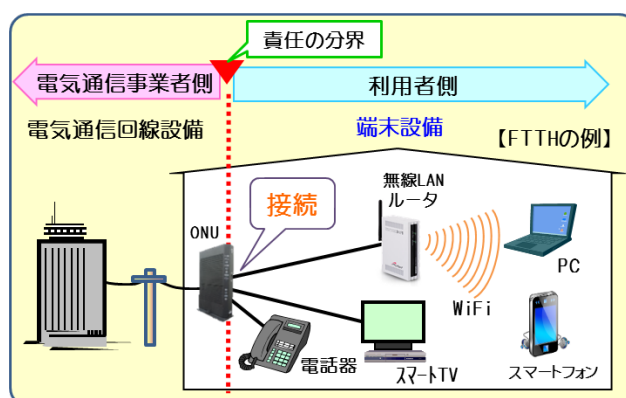 責任の分界
電気通信事業者側
利用者側
電気通信回線設備
端末設備
【FTTHの例】
無線LAN
ルータ
接続
ONU
PC
WiFi
電話器
スマートTV
スマートフォン